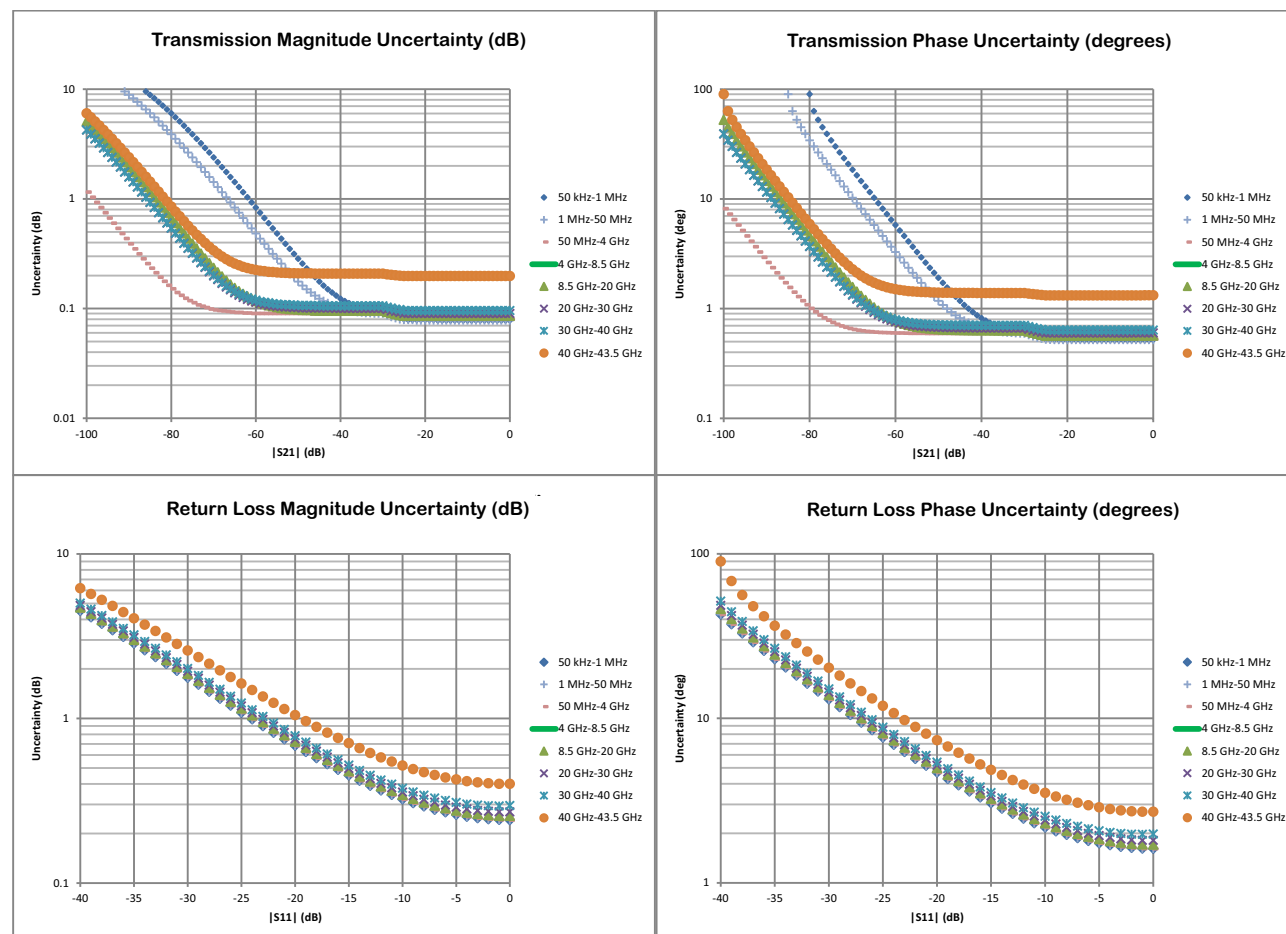 Transmission Magnitude Uncertainty (dB)
Uncertainty (dB)
10
1
0.1
0.01
-100
-80
-60
-40
-20
0
|S21| (dB)
50 kHz-1 MHz
1 MHz-50 MHz
50 MHz-4 GHz
4 GHz-8.5 GHz
8.5 GHz-20 GHz
20 GHz-30 GHz
30 GHz-40 GHz
40 GHz-43.5 GHz
Transmission Phase Uncertainty (degrees)
Uncertainty (deg)
100
10
1
0.1
-100
-80
-60
-40
-20
0
|S21| (dB)
50 kHz-1 MHz
1 MHz-50 MHz
50 MHz-4 GHz
4 GHz-8.5 GHz
8.5 GHz-20 GHz
20 GHz-30 GHz
30 GHz-40 GHz
40 GHz-43.5 GHz
Return Loss Magnitude Uncertainty (dB)
Uncertainty (dB)
10
1
0.1
-40
-35
-30
-25
-20
-15
-10
-5
0
|S11| (dB)
50 kHz-1 MHz
1 MHz-50 MHz
50 MHz-4 GHz
4 GHz-8.5 GHz
8.5 GHz-20 GHz
20 GHz-30 GHz
30 GHz-40 GHz
40 GHz-43.5 GHz
Return Loss Phase Uncertainty (degrees)
Uncertainty (deg)
100
10
1
-40
-35
-30
-25
-20
-15
-10
-5
0
|S11| (dB)
50 kHz-1 MHz
1 MHz-50 MHz
50 MHz-4 GHz
4 GHz-8.5 GHz
8.5 GHz-20 GHz
20 GHz-30 GHz
30 GHz-40 GHz
40 GHz-43.5 GHz